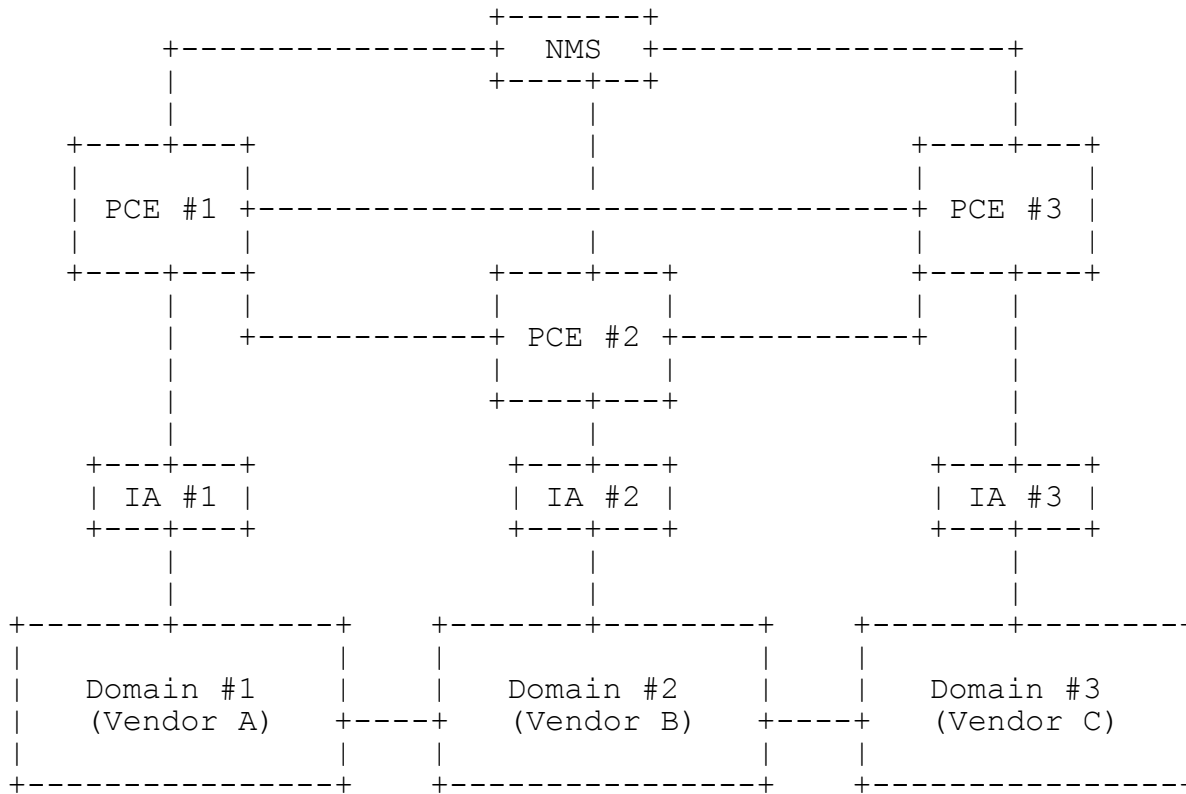 NMS
PCE #1
PCE #3
PCE #2
IA #1 IA #2 IA #3
Domain #1 Domain #2 Domain #3
(Vendor A) (Vendor B) (Vendor C)